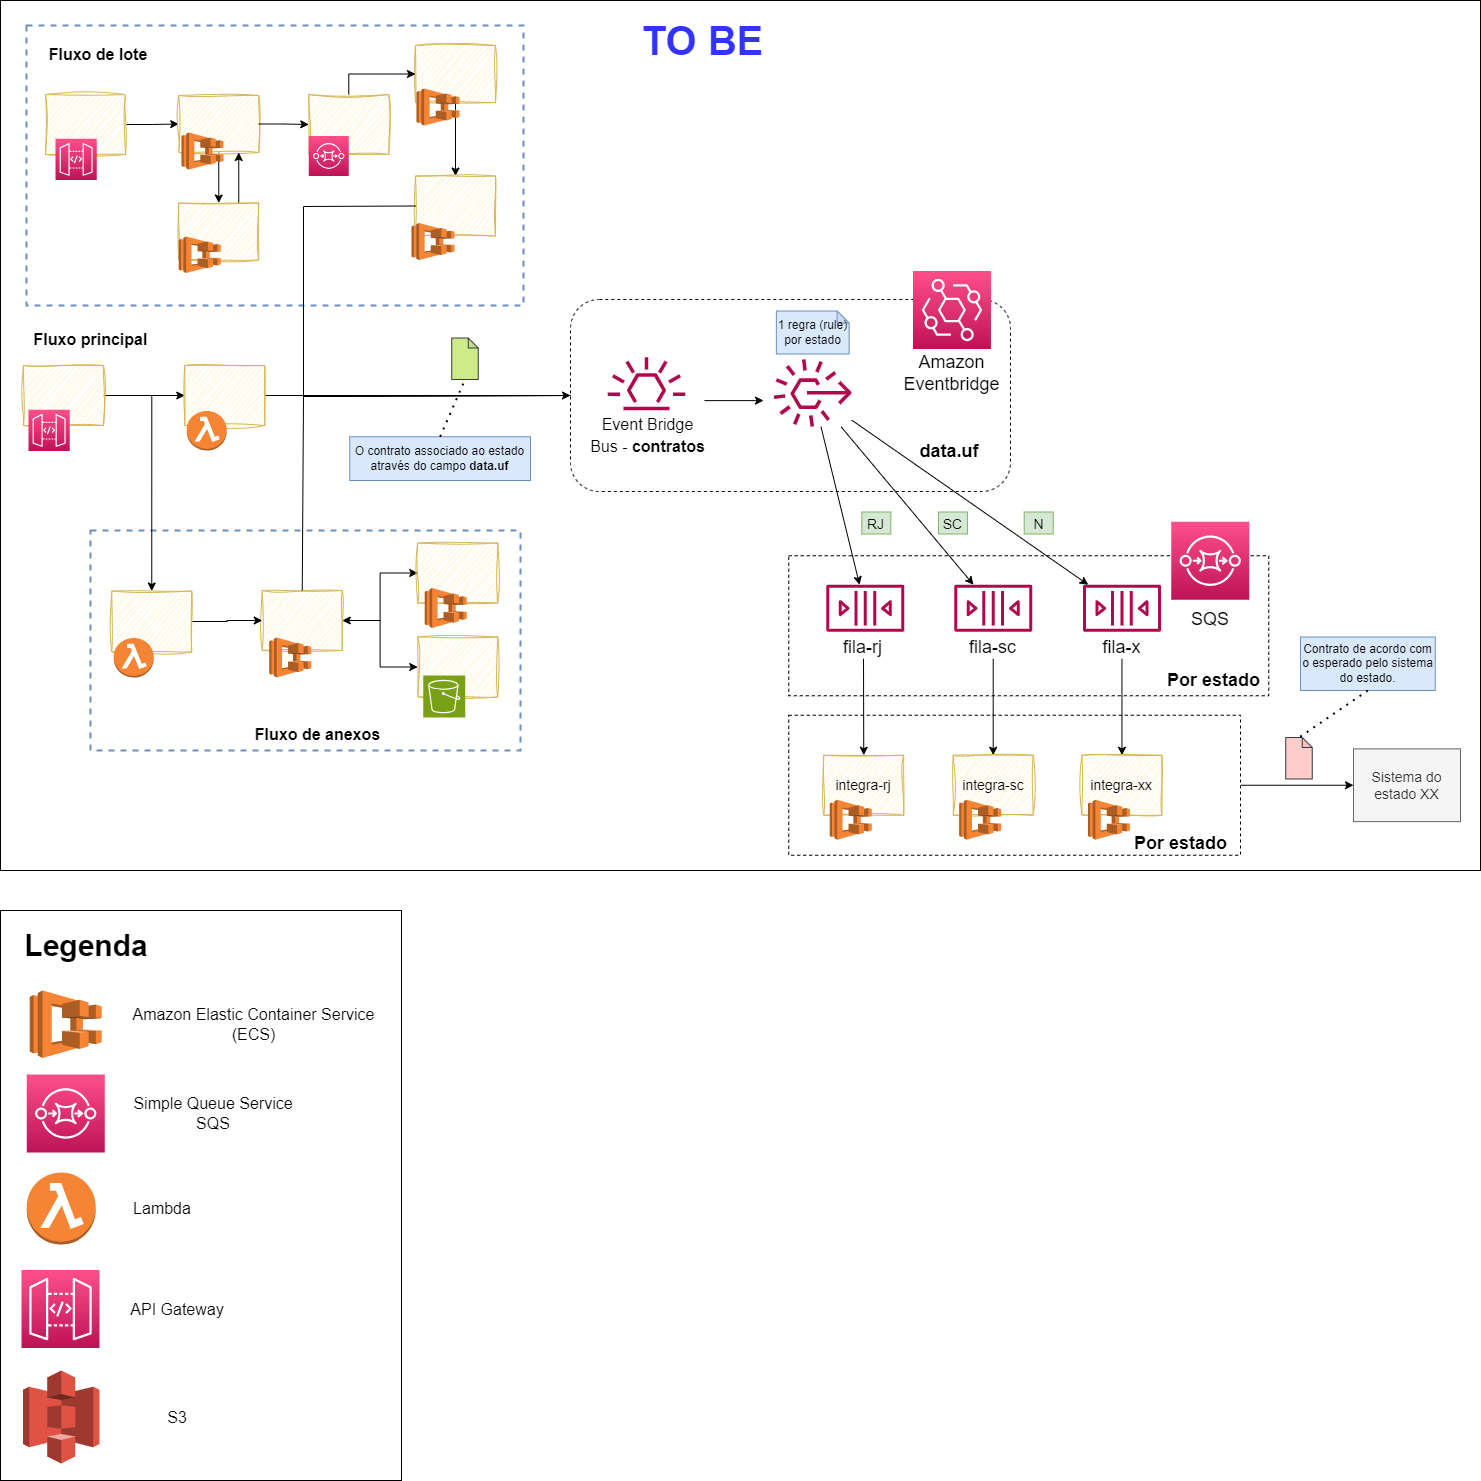 TO BE
Fluxo de lote
Fluxo principal
1 regra (rule)
por estado
Amazon
Eventbridge
Event Bridge
Bus - contratos
data.uf
O contrato associado ao estado
através do campo data.uf
RJ
SC
N
SQS
fila-rj
fila-sc
fila-x
Por estado
Contrato de acordo com
o esperado pelo sistema
do estado.
Fluxo de anexos
integra-rj
integra-sc
integra-xx
Por estado
Sistema do
estado XX
Legenda
Amazon Elastic Container Service
(ECS)
Simple Queue Service
SQS
Lambda
API Gateway
S3